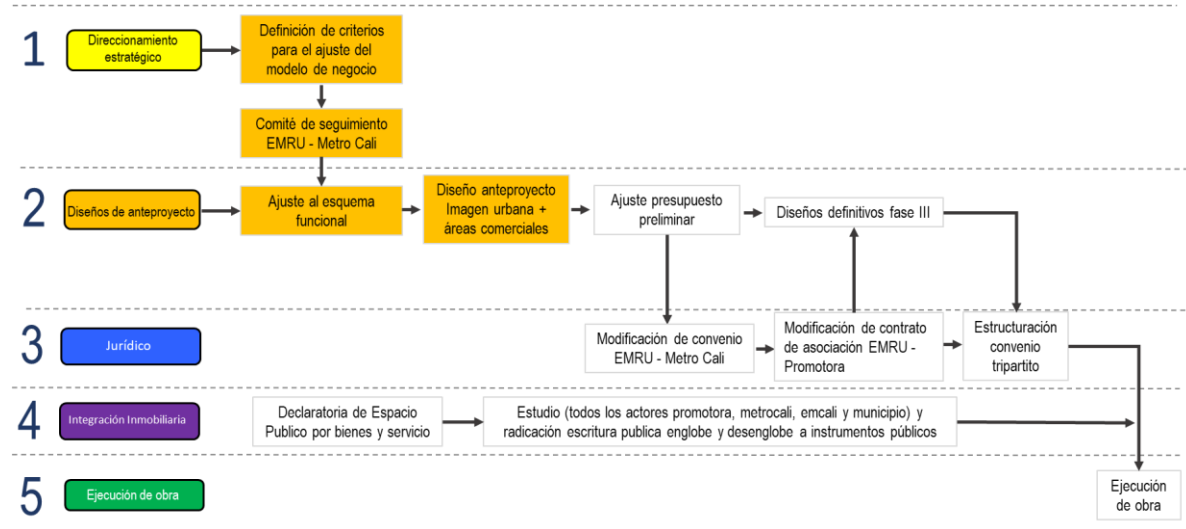 1
Direccionamiento
estratégico
Definición de criterios
para el ajuste del
modelo de negocio
Comité de seguimiento
EMRU - Metro Cali
2
Diseños de anteproyecto
Ajuste al esquema
funcional
Diseño anteproyecto
Imagen urbana +
áreas comerciales
Ajuste presupuesto
preliminar
Diseños definitivos fase III
3
Jurídico
Modificación de convenio
EMRU - Metro Cali
Modificación de contrato
de asociación EMRU -
Promotora
Estructuración
convenio
tripartito
4
Integración Inmobiliaria
Declaratoria de Espacio
Publico por bienes y servicio
Estudio (todos los actores promotora, metrocali, emcali y municipio) y
radicación escritura publica englobe y desenglobe a instrumentos públicos
5
Ejecución de obra
Ejecución
de obra